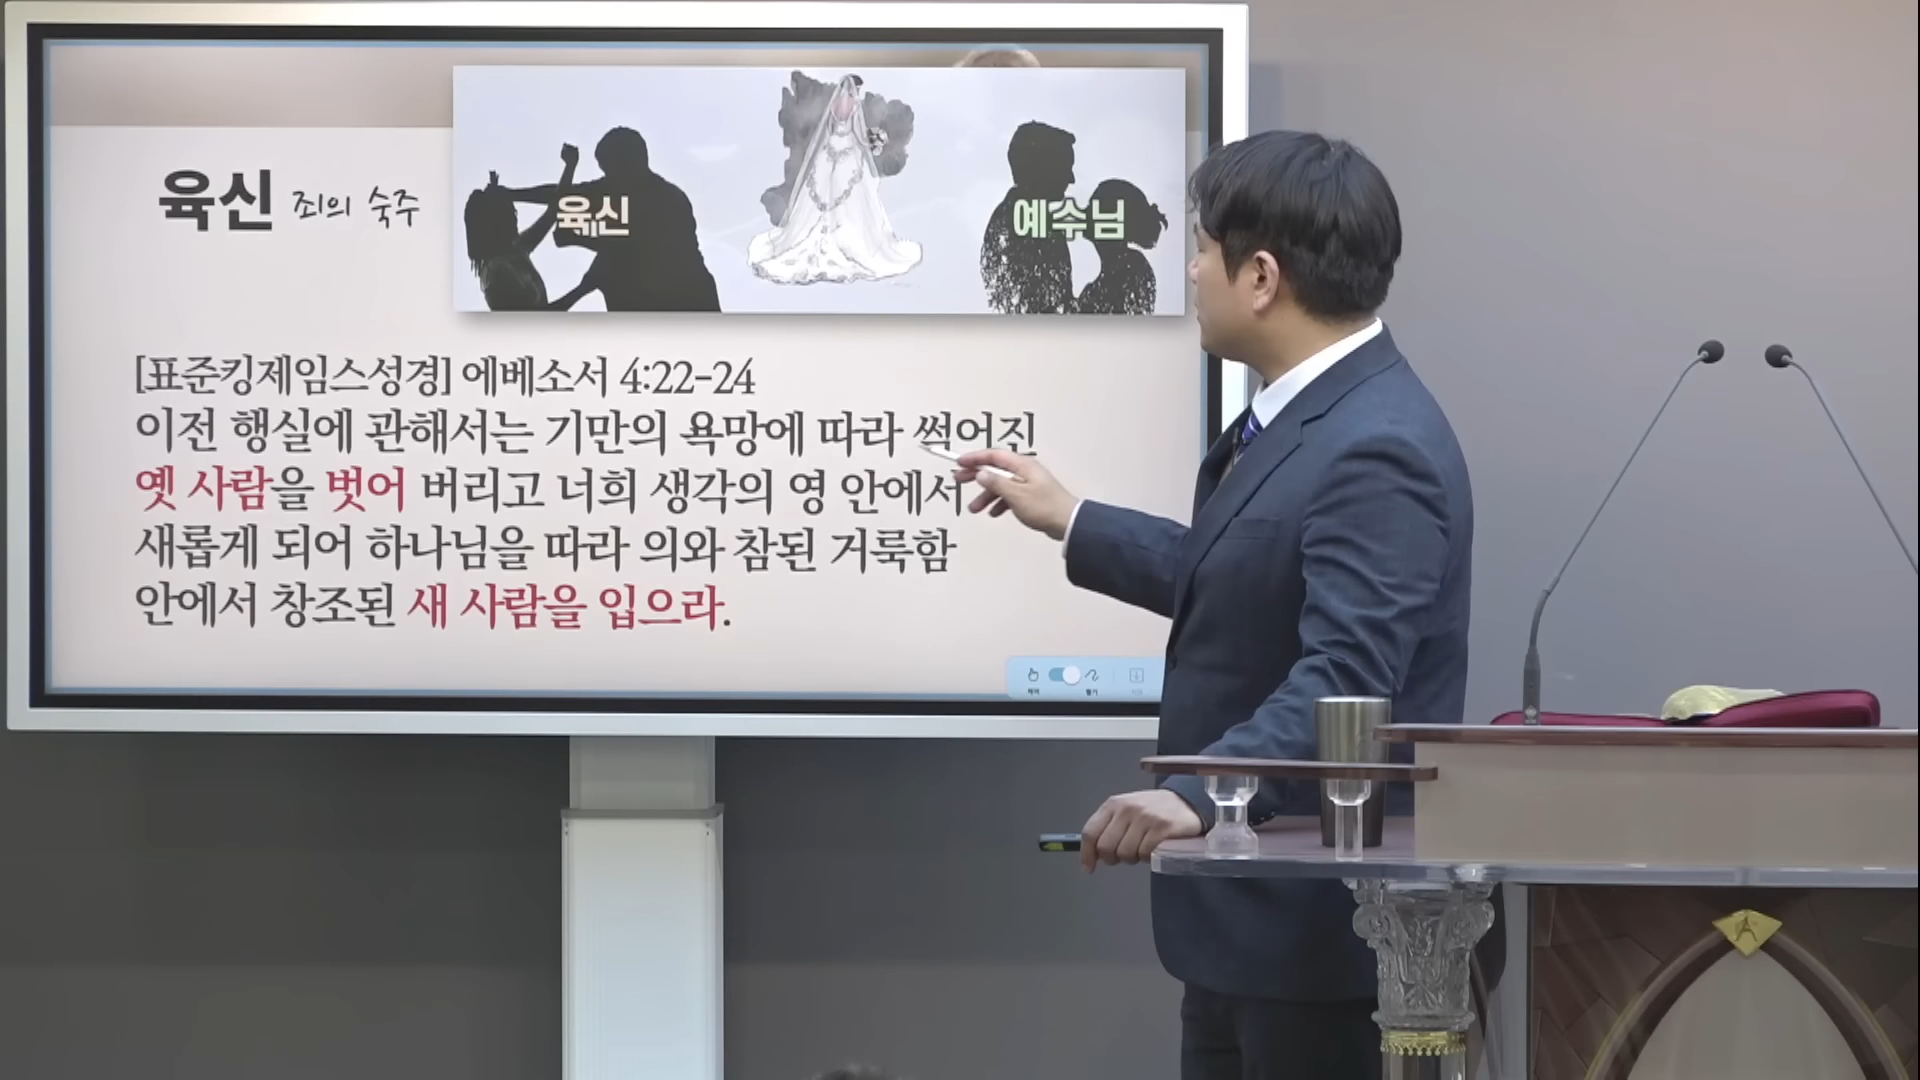 육신 죄의 숙주
육신
예수님
[표준킹제임스성경] 에베소서 4:22-24
이전 행실에 관해서는 기만의 욕망에 따라 썩어진
옛 사람을 벗어 버리고 너희 생각의 영 안에서
새롭게 되어 하나님을 따라 의와 참된 거룩함
안에서 창조된 새 사람을 입으라.